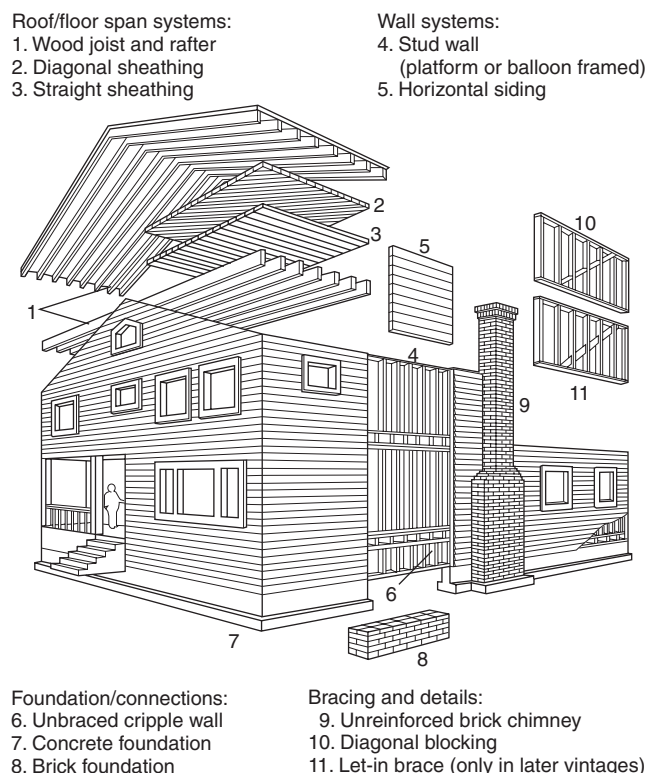 Roof/floor span systems:
1. Wood joist and rafter
2. Diagonal sheathing
3. Straight sheathing
Wall systems:
4. Stud wall
(platform or balloon framed)
5. Horizontal siding
2
3
5
10
1
4
11
9
6
7
8
Foundation/connections:
6. Unbraced cripple wall
7. Concrete foundation
8. Brick foundation
Bracing and details:
9. Unreinforced brick chimney
10. Diagonal blocking
11. Let-in brace (only in later vintages)